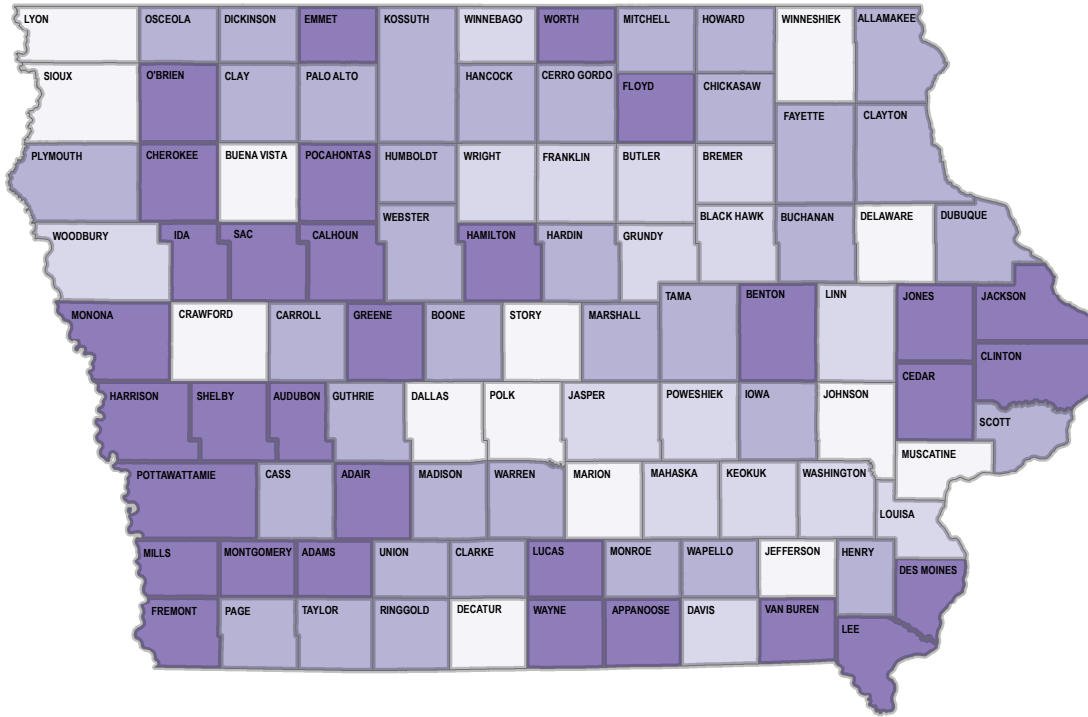 LYON
OSCEOLA
DICKINSON
EMMET
KOSSUTH
WINNEBAGO
WORTH
MITCHELL
HOWARD
WINNESHIEK
ALLAMAKEE
SIOUX
O'BRIEN
CLAY
PALO ALTO
HANCOCK
CERRO GORDO
FLOYD
CHICKASAW
FAYETTE
CLAYTON
PLYMOUTH
CHEROKEE
BUENA VISTA
POCAHONTAS
HUMBOLDT
WRIGHT
FRANKLIN
BUTLER
BREMER
WOODBURY
IDA
SAC
CALHOUN
WEBSTER
HAMILTON
HARDIN
GRUNDY
BLACK HAWK
BUCHANAN
DELAWARE
DUBUQUE
MONONA
CRAWFORD
CARROLL
GREENE
BOONE
STORY
MARSHALL
TAMA
BENTON
LINN
JONES
JACKSON
CLINTON
CEDAR
HARRISON
SHELBY
AUDUBON
GUTHRIE
DALLAS
POLK
JASPER
POWESHIEK
IOWA
JOHNSON
SCOTT
MUSCATINE
POTTAWATTAMIE
CASS
ADAIR
MADISON
WARREN
MARION
MAHASKA
KEOKUK
WASHINGTON
LOUISA
MILLS
MONTGOMERY
ADAMS
UNION
CLARKE
LUCAS
MONROE
WAPELLO
JEFFERSON
HENRY
DES MOINES
FREMONT
PAGE
TAYLOR
RINGGOLD
DECATUR
WAYNE
APPANOOSE
DAVIS
VAN BUREN
LEE